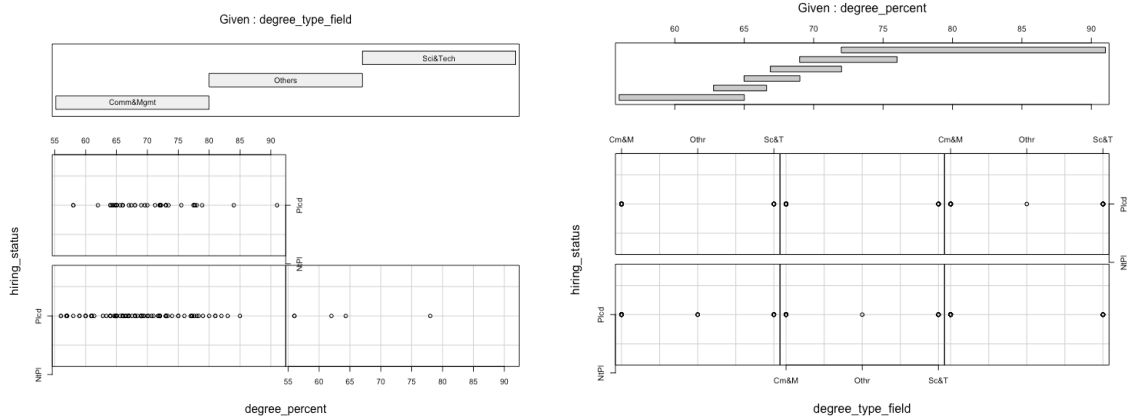 Given : degree_type_field
Sci&Tech
Others
Comm&Mgmt
55 60 65 70 75 80 85 90
Plcd
NtPl
hiring_status
Plcd
NtPl
55 60 65 70 75 80 85 90
degree_percent
Given : degree_percent
60 65 70 75 80 85 90
Cm&M Othr Sc&T Cm&M Othr Sc&T
Plcd
NtPl
hiring_status
Plcd
NtPl
Cm&M Othr Sc&T
degree_type_field